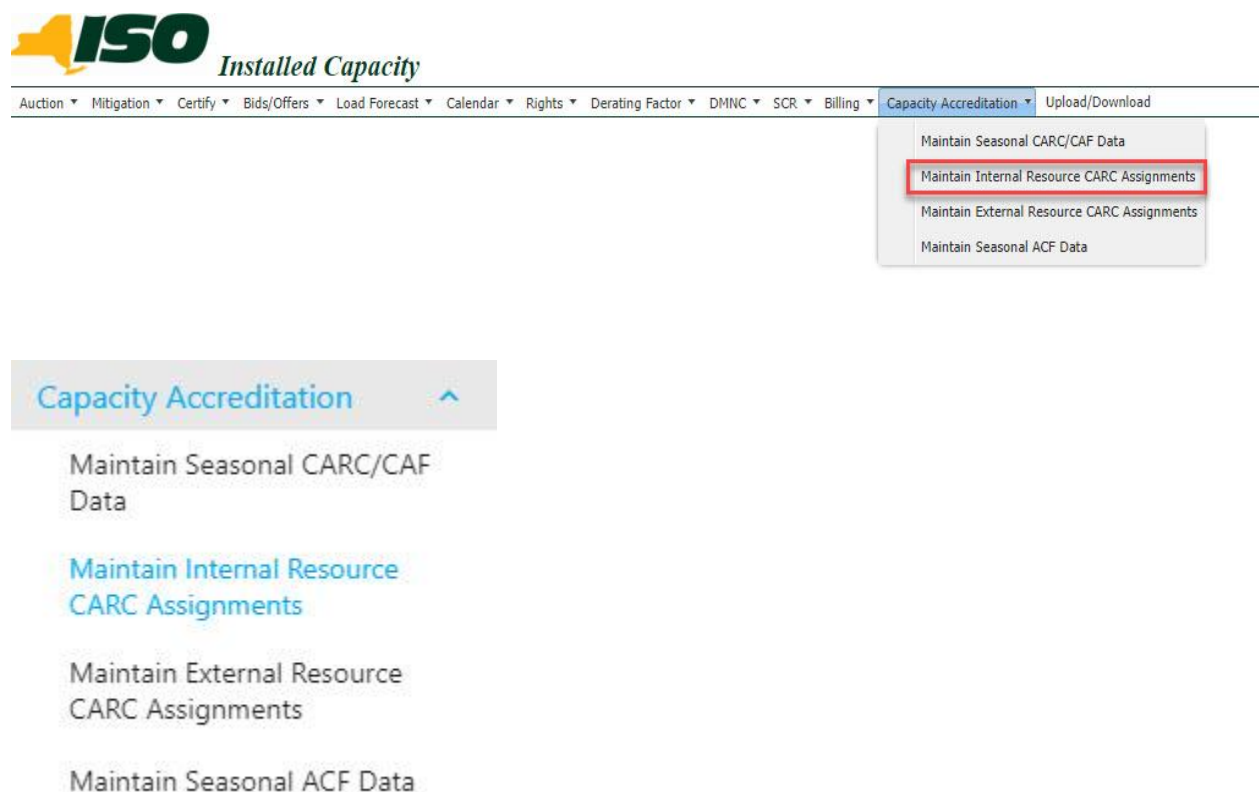 ISO
Installed Capacity
Auction Mitigation Certify Bids/Offers Load Forecast Calendar Rights Derating Factor DMNC SCR Billing Capacity Accreditation Upload/Download
Maintain Seasonal CARC/CAF Data
Maintain Internal Resource CARC Assignments
Maintain External Resource CARC Assignments
Maintain Seasonal ACF Data
Capacity Accreditation
Maintain Seasonal CARC/CAF
Data
Maintain Internal Resource
CARC Assignments
Maintain External Resource
CARC Assignments
Maintain Seasonal ACF Data